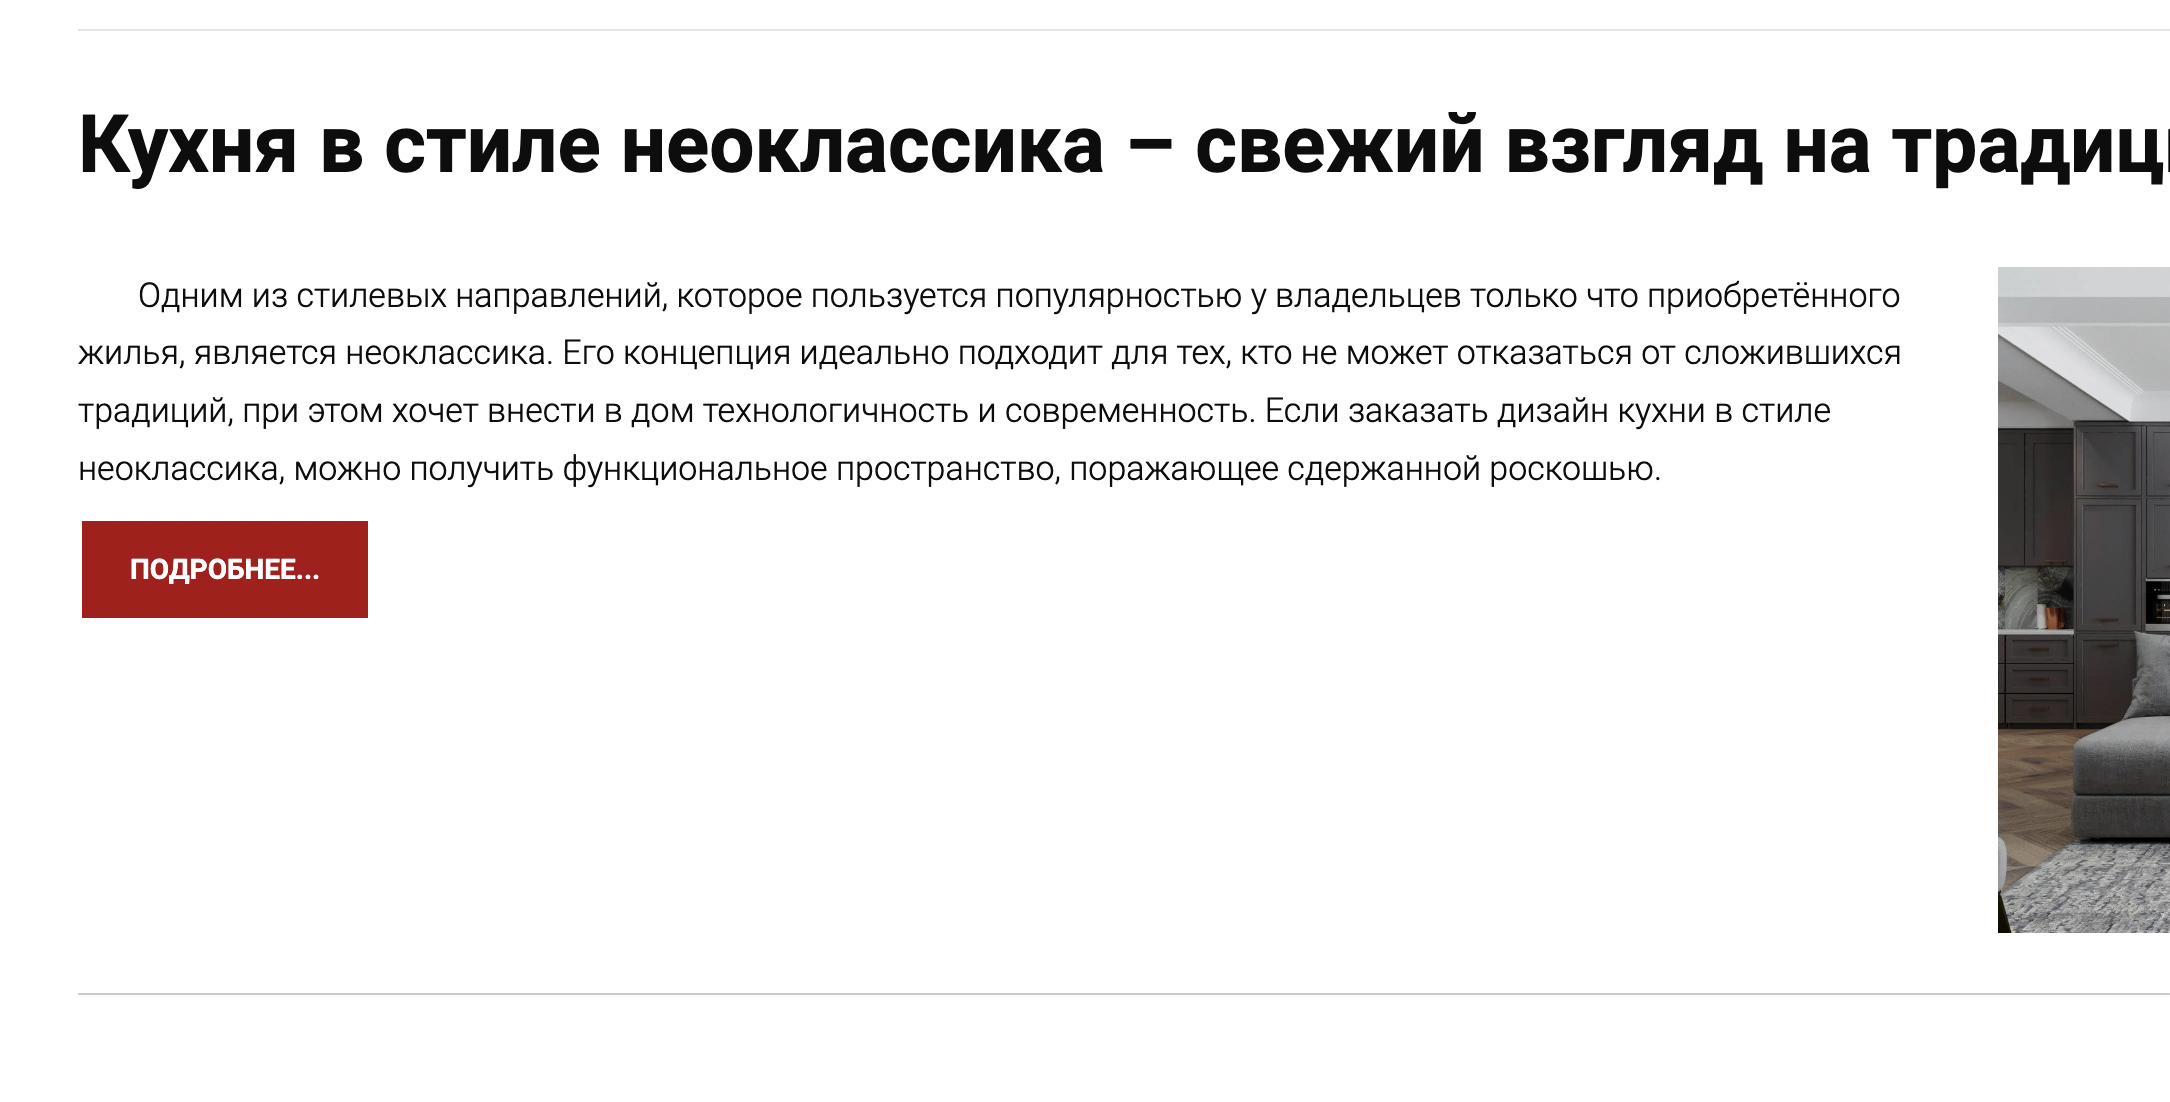 Кухня в стиле неоклассика – свежий взгляд на традиц
Одним из стилевых направлений, которое пользуется популярностью у владельцев только что приобретённого
жилья, является неоклассика. Его концепция идеально подходит для тех, кто не может отказаться от сложившихся
традиций, при этом хочет внести в дом технологичность и современность. Если заказать дизайн кухни в стиле
неоклассика, можно получить функциональное пространство, поражающее сдержанной роскошью.
ПОДРОБНЕЕ...